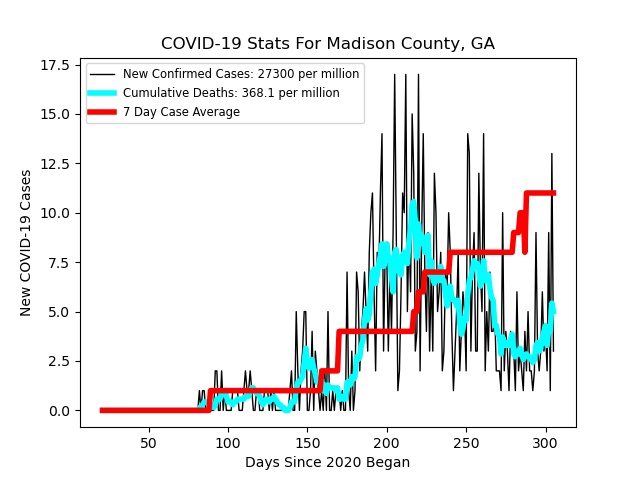 COVID-19 Stats For Madison County, GA
17.5
15.0
12.5
10.0
7.5
5.0
2.5
0.0
New COVID-19 Cases
New Confirmed Cases: 27300 per million
Cumulative Deaths: 368.1 per million
7 Day Case Average
50 100 150 200 250 300
Days Since 2020 Began